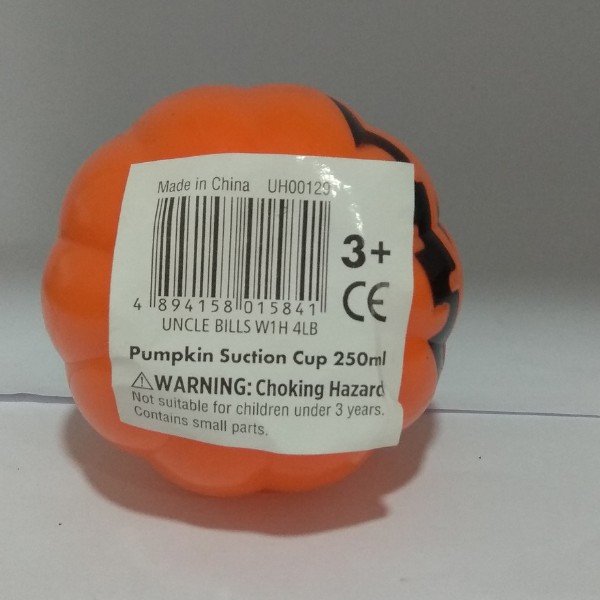 Made in China UH00129
3+
CE
4 894158 015841
UNCLE BILLS W1H 4LB
Pumpkin Suction Cup 250ml
⚠WARNING: Choking Hazard
Not suitable for children under 3 years.
Contains small parts.